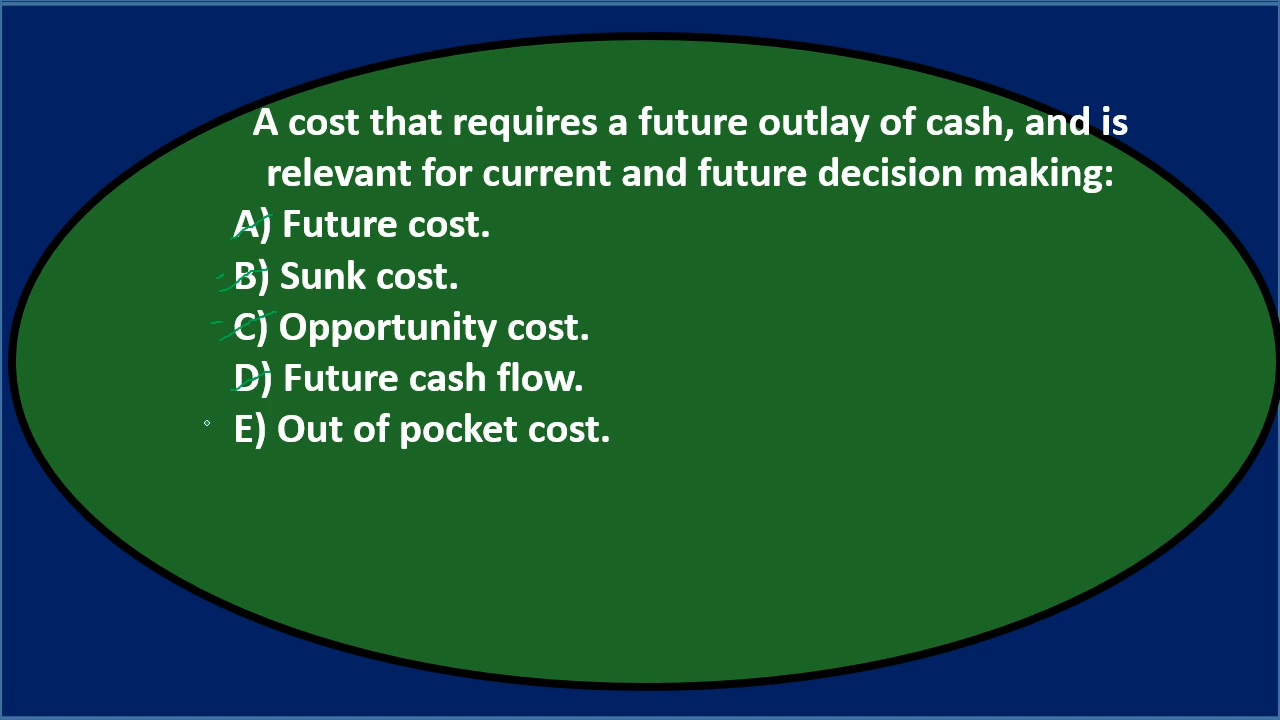 A cost that requires a future outlay of cash, and is
relevant for current and future decision making:
A) Future cost.
B) Sunk cost.
C) Opportunity cost.
D) Future cash flow.
E) Out of pocket cost.